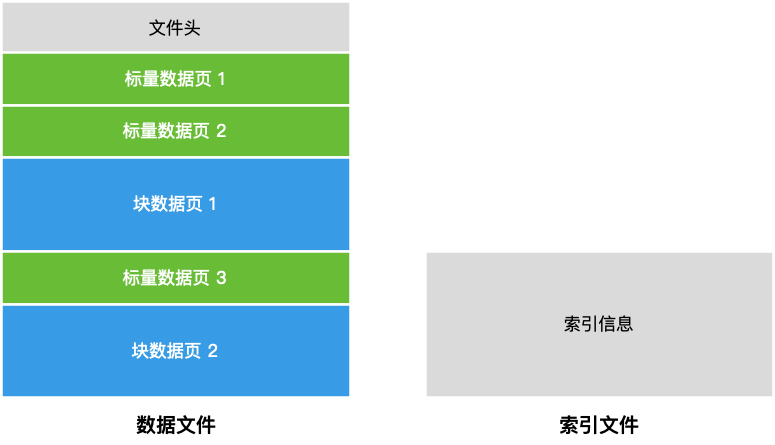 文件头
标量数据页 1
标量数据页 2
块数据页 1
标量数据页 3
块数据页 2
数据文件
索引信息
索引文件